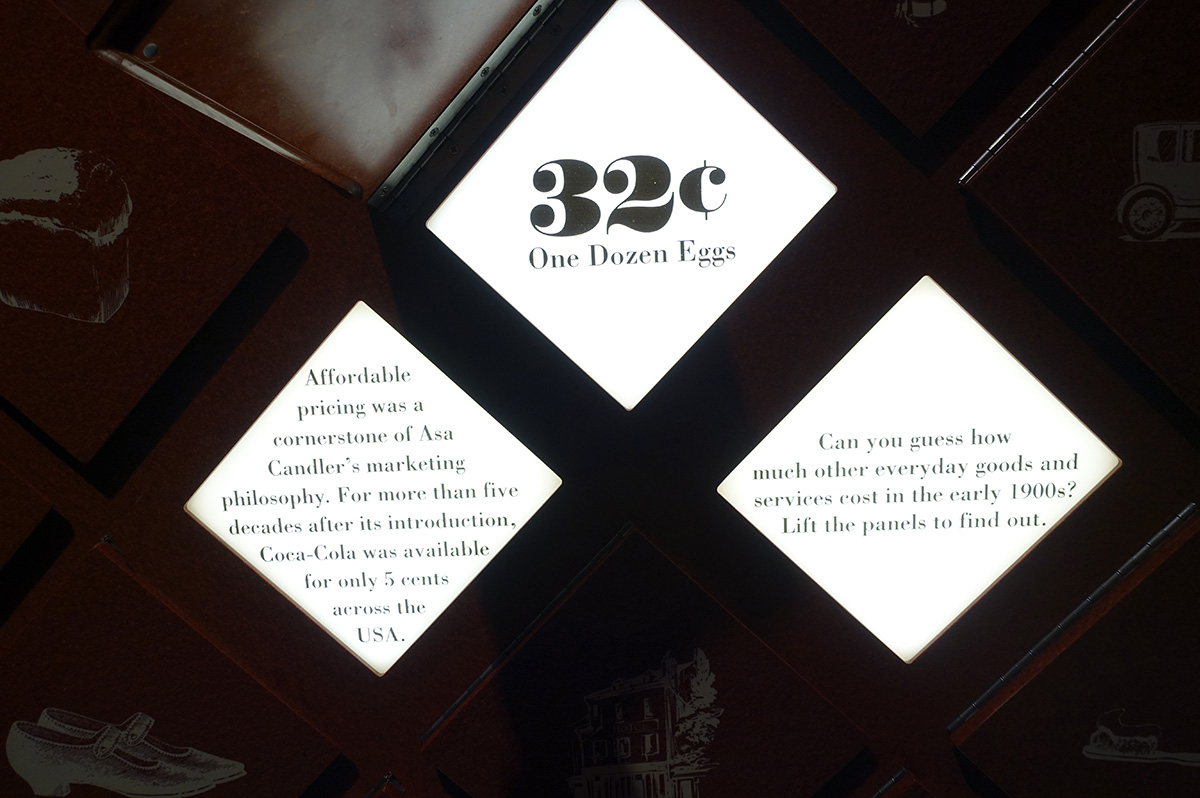 32¢
One Dozen Eggs
Affordable
pricing was a
cornerstone of Asa
Candler's marketing
philosophy. For more than five
decades after its introduction,
Coca-Cola was available
for only 5 cents
across the
USA.
Can you guess how
much other everyday goods and
services cost in the early 1900s?
Lift the panels to find out.